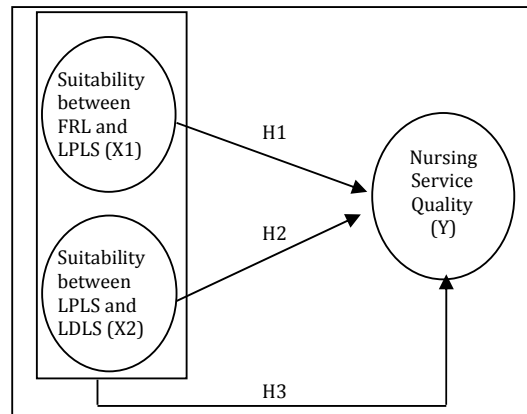 Suitability
between
FRL and
LPLS (X1)
H1
Nursing
Service
Quality
(Y)
H2
Suitability
between
LPLS and
LDLS (X2)
H3